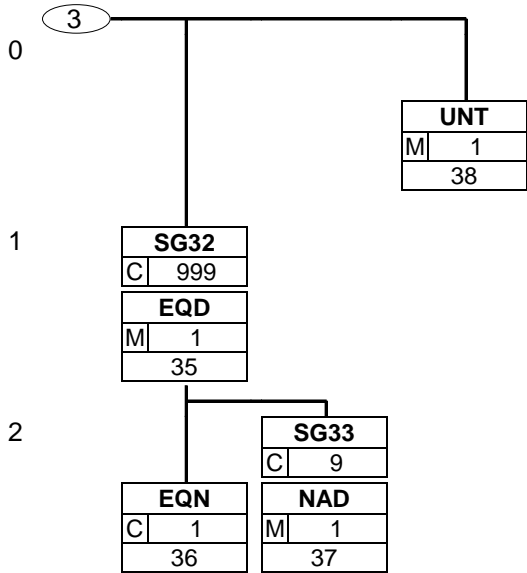 3
0
UNT
M 1
38
1
SG32
C 999
EQD
M 1
35
2
SG33
C 9
EQN NAD
C 1 M 1
36 37